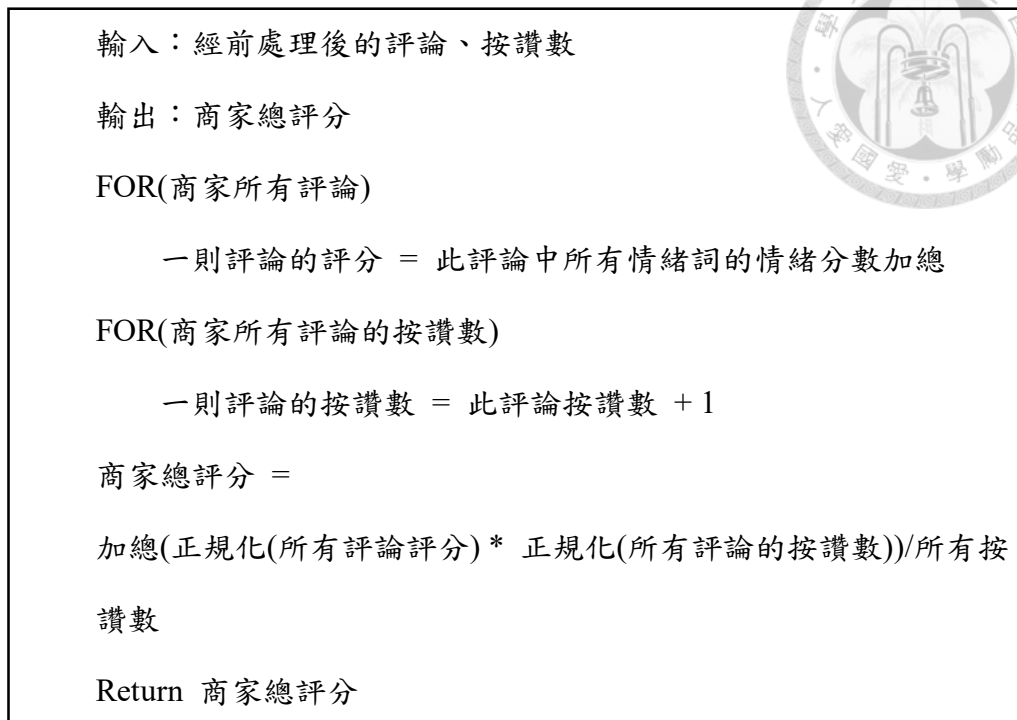 輸入：經前處理後的評論、按讚數
輸出：商家總評分
FOR(商家所有評論)
一則評論的評分 = 此評論中所有情緒詞的情緒分數加總
FOR(商家所有評論的按讚數)
一則評論的按讚數 = 此評論按讚數 + 1
商家總評分 =
加總(正規化(所有評論評分) * 正規化(所有評論的按讚數))/所有按
讚數
Return 商家總評分